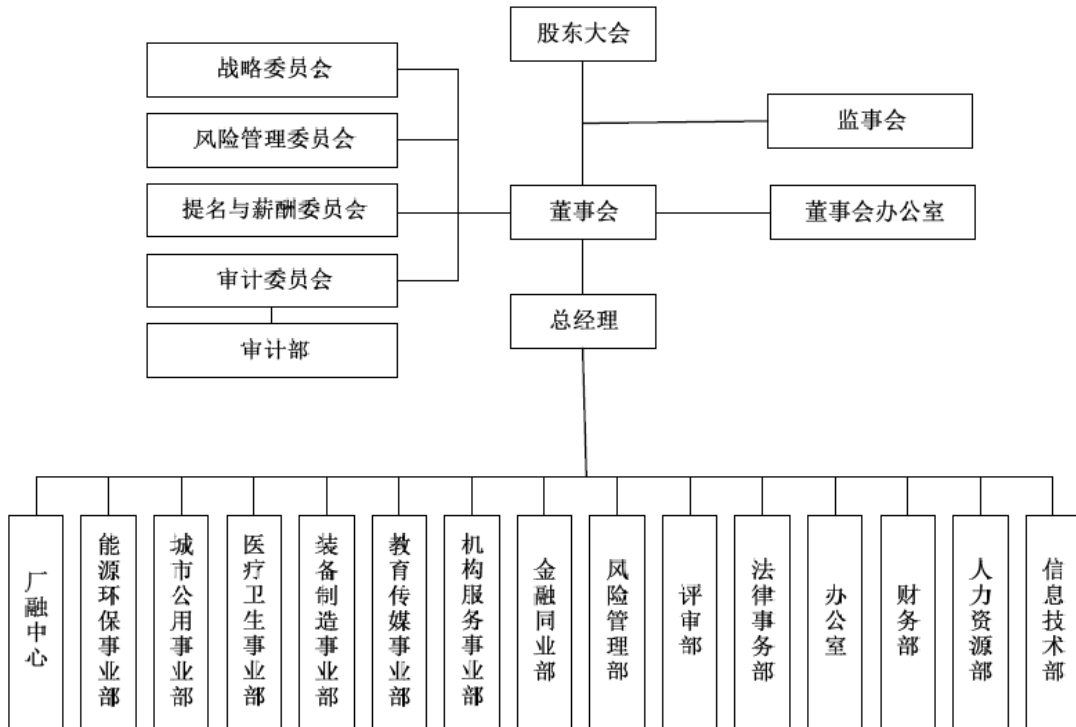 股东大会
战略委员会
监事会
风险管理委员会
提名与薪酬委员会
董事会
董事会办公室
审计委员会
总经理
审计部
厂融中心
能源环保事业部
城市公用事业部
医疗卫生事业部
装备制造事业部
教育传媒事业部
机构服务事业部
金融同业部
风险管理部
评审部
法律事务部
办公室
财务部
人力资源部
信息技术部